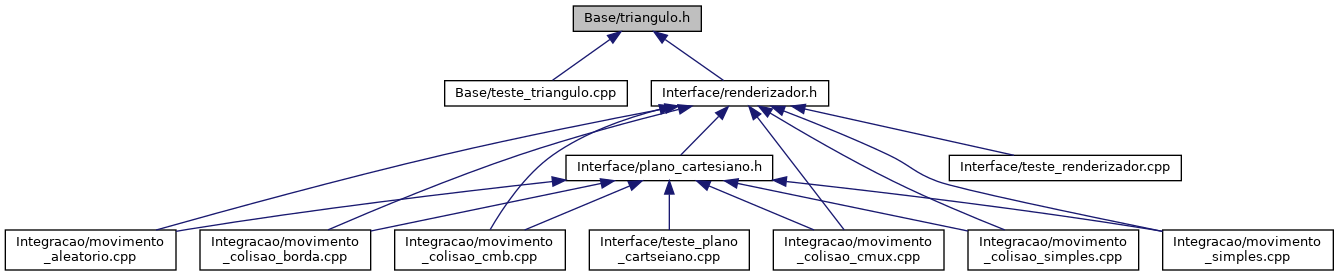 Base/triangulo.h
Base/teste_triangulo.cpp
Interface/renderizador.h
Interface/plano_cartesiano.h
Interface/teste_renderizador.cpp
Integracao/movimento
_aleatorio.cpp
Integracao/movimento
_colisao_borda.cpp
Integracao/movimento
_colisao_cmb.cpp
Interface/teste_plano
_cartseiano.cpp
Integracao/movimento
_colisao_cmux.cpp
Integracao/movimento
_colisao_simples.cpp
Integracao/movimento
_simples.cpp